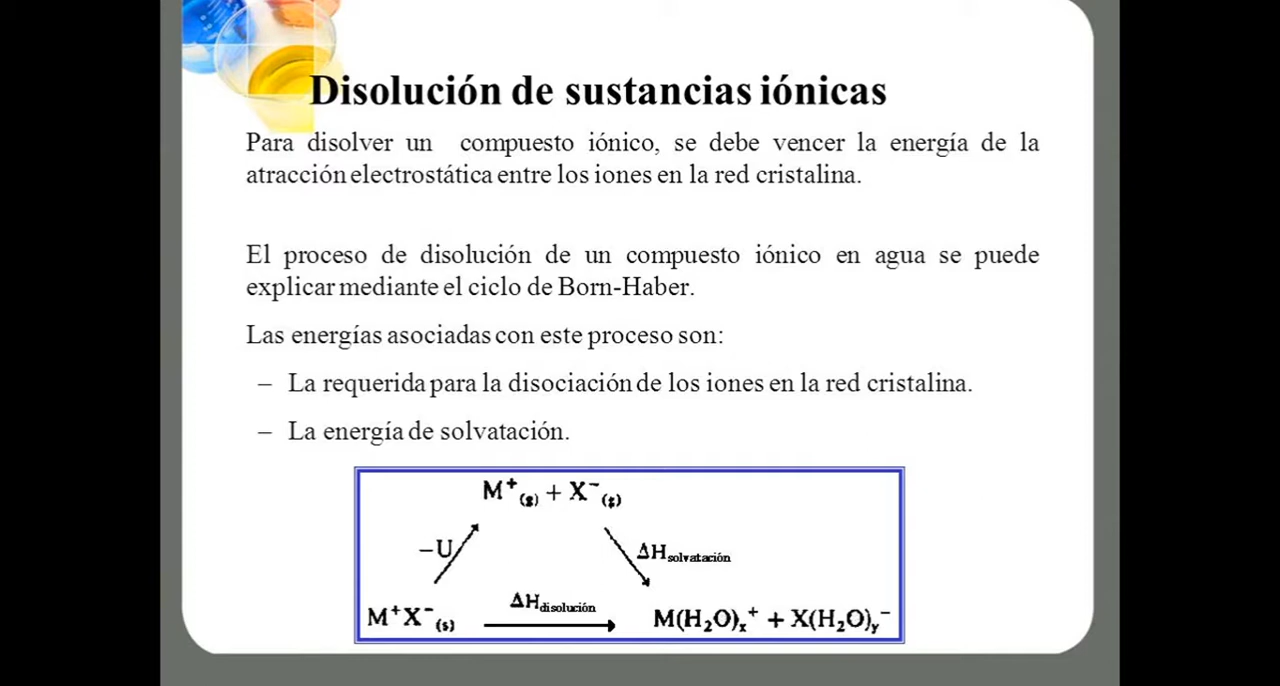 Disolución de sustancias iónicas
Para disolver un compuesto iónico, se debe vencer la energía de la
atracción electrostática entre los iones en la red cristalina.
El proceso de disolución de un compuesto iónico en agua se puede
explicar mediante el ciclo de Born-Haber.
Las energías asociadas con este proceso son:
– La requerida para la disociación de los iones en la red cristalina.
– La energía de solvatación.
M⁺(g) + X⁻(g)
–U
ΔHsolvatación
ΔHdisolución
M⁺X⁻(s)
M(H₂O)ₓ⁺ + X(H₂O)ᵧ⁻